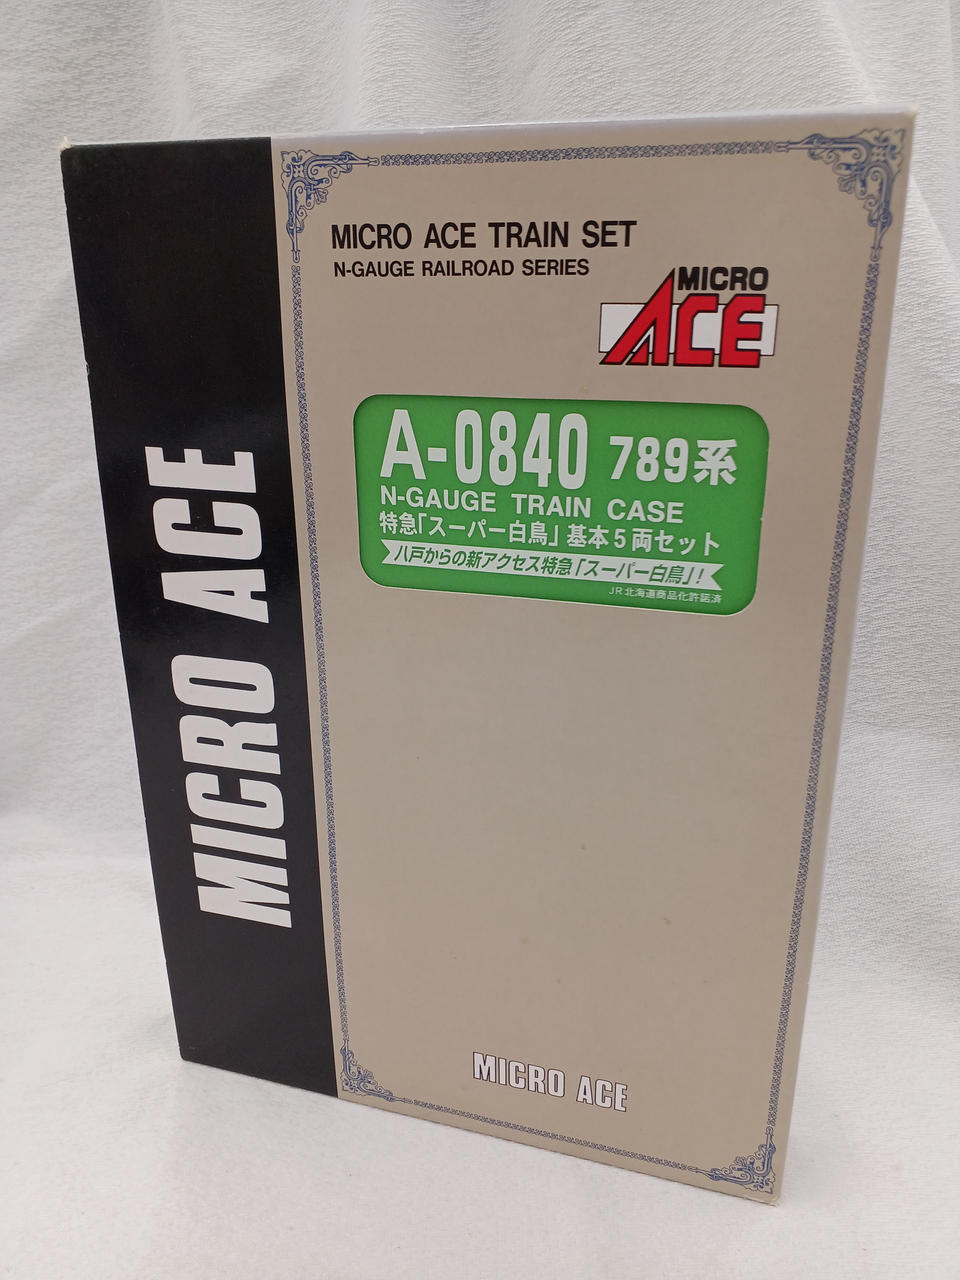 MICRO ACE
MICRO ACE TRAIN SET
N-GAUGE RAILROAD SERIES
MICRO
ACE
A-0840 789系
N-GAUGE TRAIN CASE
特急「スーパー白鳥」基本5両セット
八戸からの新アクセス特急「スーパー白鳥」!
JR北海道商品化許諾済
MICRO ACE